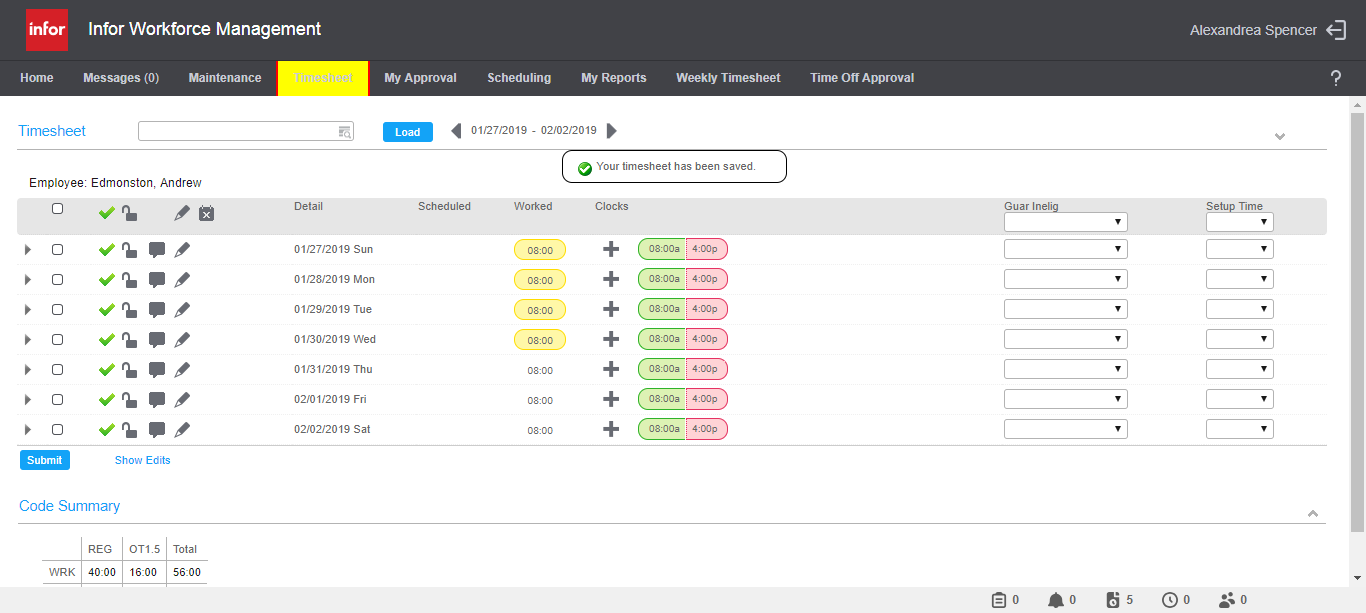 infor Infor Workforce Management Alexandrea Spencer
Home Messages (0) Maintenance Timesheet My Approval Scheduling My Reports Weekly Timesheet Time Off Approval ?
Timesheet Load 01/27/2019 - 02/02/2019
Your timesheet has been saved.
Employee: Edmonston, Andrew
Detail Scheduled Worked Clocks Guar Inelig Setup Time
01/27/2019 Sun 08:00 08:00a 4:00p
01/28/2019 Mon 08:00 08:00a 4:00p
01/29/2019 Tue 08:00 08:00a 4:00p
01/30/2019 Wed 08:00 08:00a 4:00p
01/31/2019 Thu 08:00 08:00a 4:00p
02/01/2019 Fri 08:00 08:00a 4:00p
02/02/2019 Sat 08:00 08:00a 4:00p
Submit Show Edits
Code Summary
REG OT1.5 Total
WRK 40:00 16:00 56:00
0 0 5 0 0